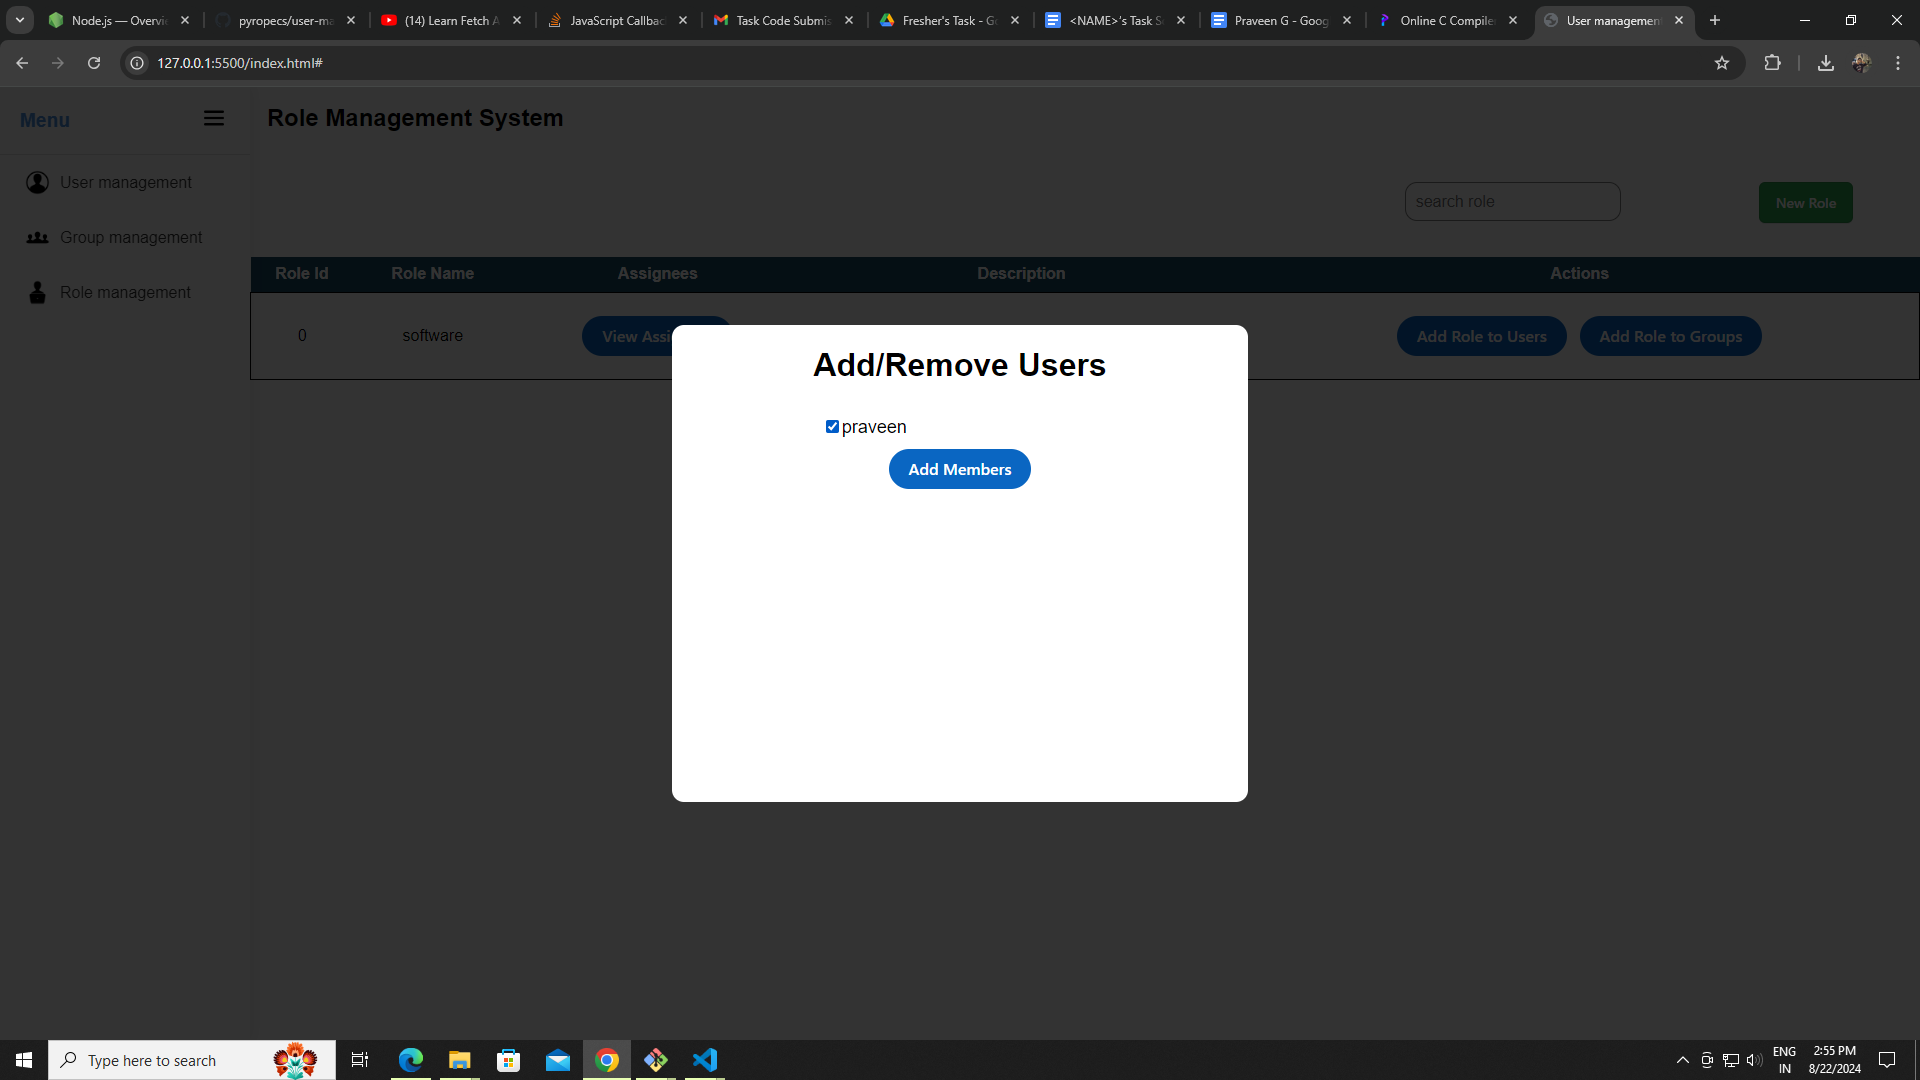 Node.js — Overvi
pyropecs/user-ma
(14) Learn Fetch A
JavaScript Callbac
Task Code Submis
Fresher's Task - Go
<NAME>'s Task S
Praveen G - Goog
Online C Compile
User management
127.0.0.1:5500/index.html#
Menu
Role Management System
User management
search role
New Role
Group management
Role Id Role Name Assignees Description Actions
Role management
0 software View Assi Add Role to Users Add Role to Groups
Add/Remove Users
praveen
Add Members
Type here to search
ENG
IN
2:55 PM
8/22/2024